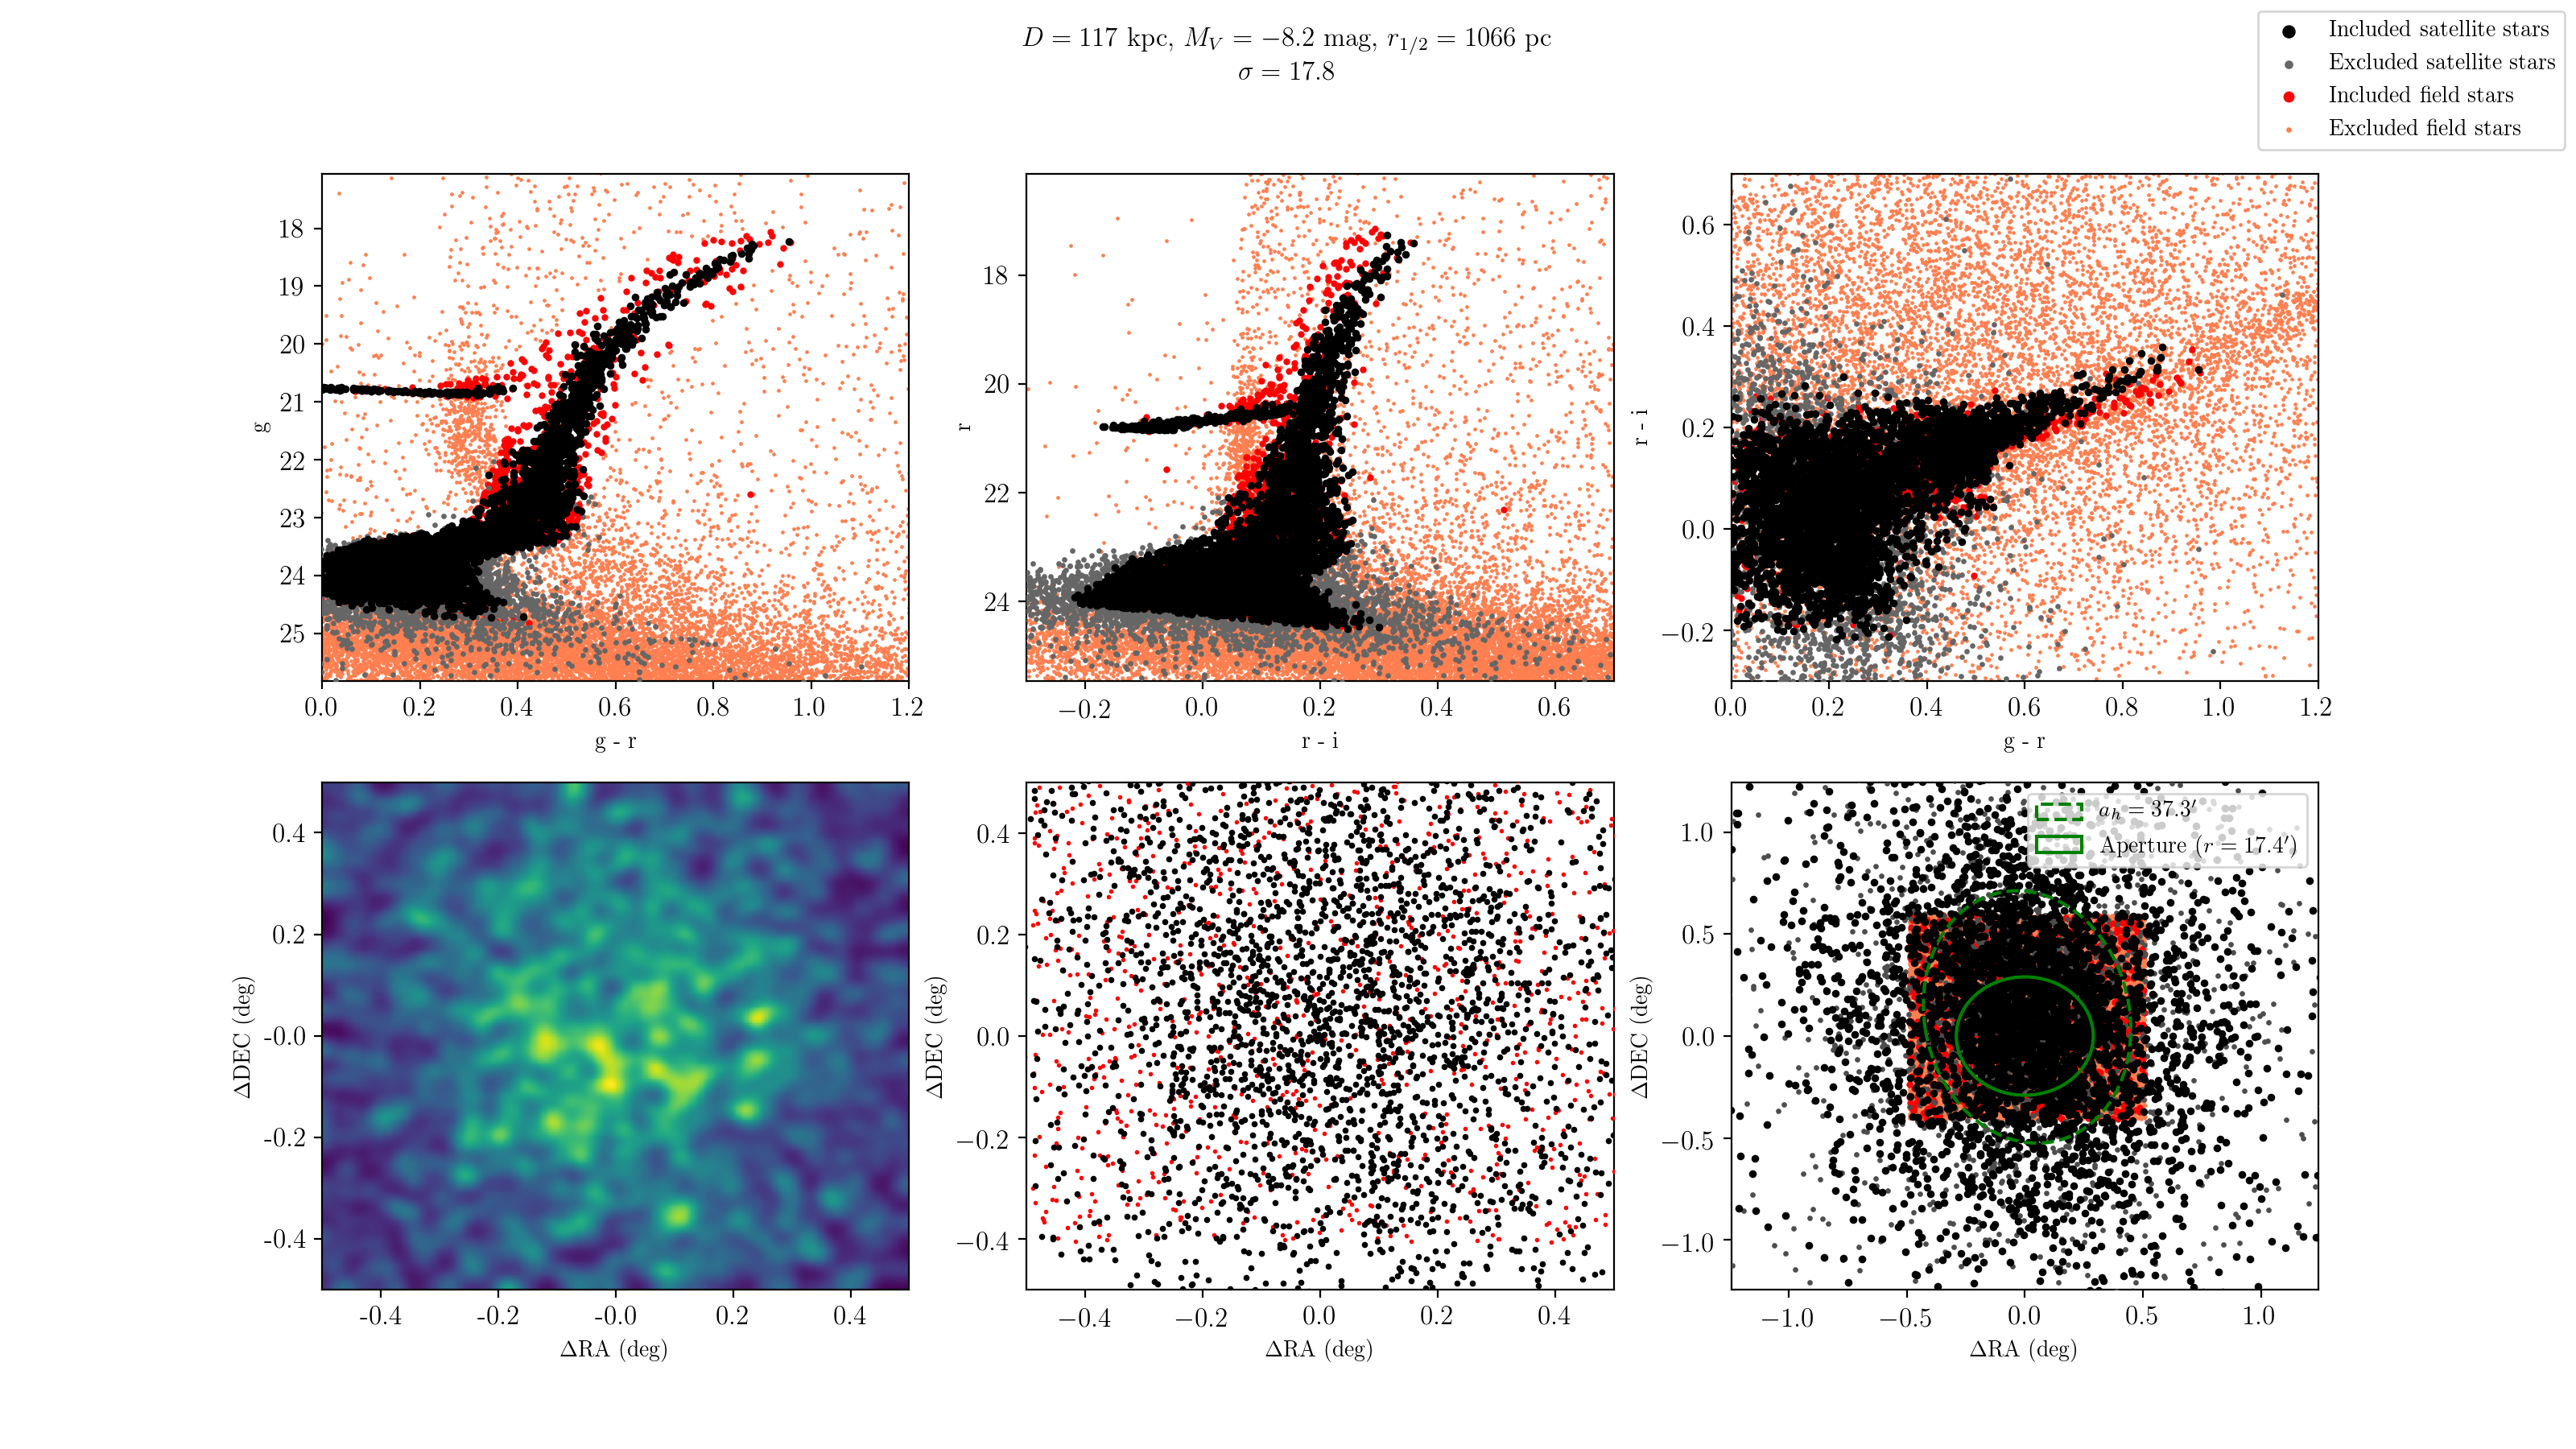 D = 117 kpc, M_V = −8.2 mag, r_{1/2} = 1066 pc
σ = 17.8
Included satellite stars
Excluded satellite stars
Included field stars
Excluded field stars
18
19
20
21
22
23
24
25
g
0.0 0.2 0.4 0.6 0.8 1.0 1.2
g - r
18
20
22
24
r
−0.2 0.0 0.2 0.4 0.6
r - i
0.6
0.4
0.2
0.0
−0.2
r - i
0.0 0.2 0.4 0.6 0.8 1.0 1.2
g - r
0.4
0.2
-0.0
-0.2
-0.4
ΔDEC (deg)
-0.4 -0.2 -0.0 0.2 0.4
ΔRA (deg)
0.4
0.2
0.0
−0.2
−0.4
ΔDEC (deg)
−0.4 −0.2 0.0 0.2 0.4
ΔRA (deg)
a_h = 37.3′
Aperture (r = 17.4′)
1.0
0.5
0.0
−0.5
−1.0
ΔDEC (deg)
−1.0 −0.5 0.0 0.5 1.0
ΔRA (deg)